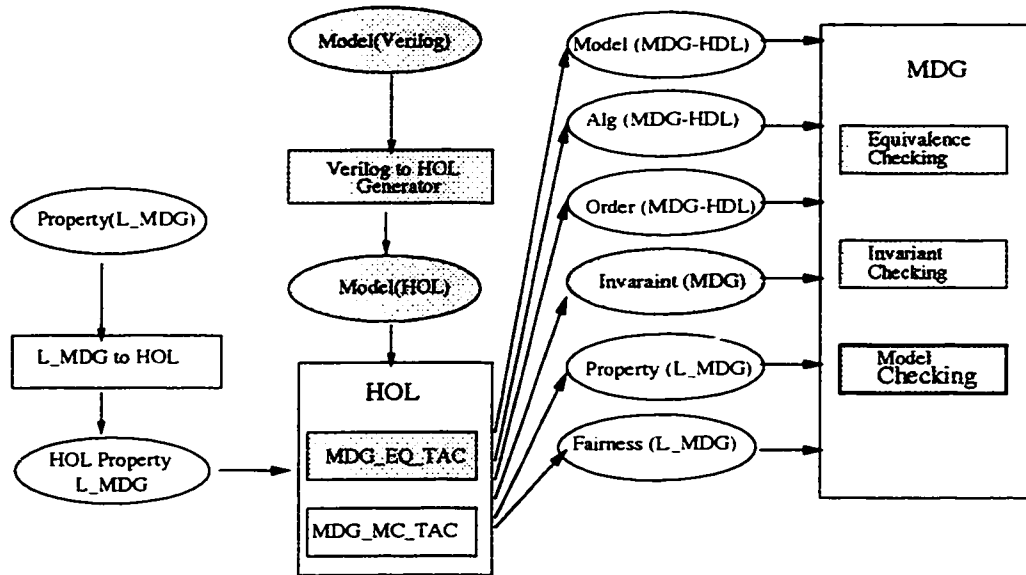 Model(Verilog)
Verilog to HOL
Generator
Model(HOL)
Property(L_MDG)
L_MDG to HOL
HOL Property
L_MDG
HOL
MDG_EQ_TAC
MDG_MC_TAC
Model (MDG-HDL)
Alg (MDG-HDL)
Order (MDG-HDL)
Invaraint (MDG)
Property (L_MDG)
Fairness (L_MDG)
MDG
Equivalence
Checking
Invariant
Checking
Model
Checking